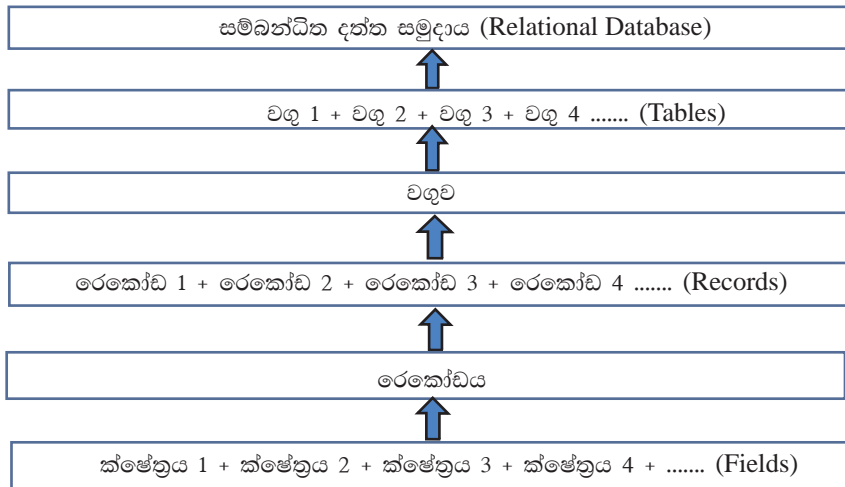 සම්බන්ධිත දත්ත සමුදාය (Relational Database)
වගු 1 + වගු 2 + වගු 3 + වගු 4 ....... (Tables)
වගුව
රෙකෝඩ 1 + රෙකෝඩ 2 + රෙකෝඩ 3 + රෙකෝඩ 4 ....... (Records)
රෙකෝඩය
ක්ෂේත්‍රය 1 + ක්ෂේත්‍රය 2 + ක්ෂේත්‍රය 3 + ක්ෂේත්‍රය 4 + ....... (Fields)